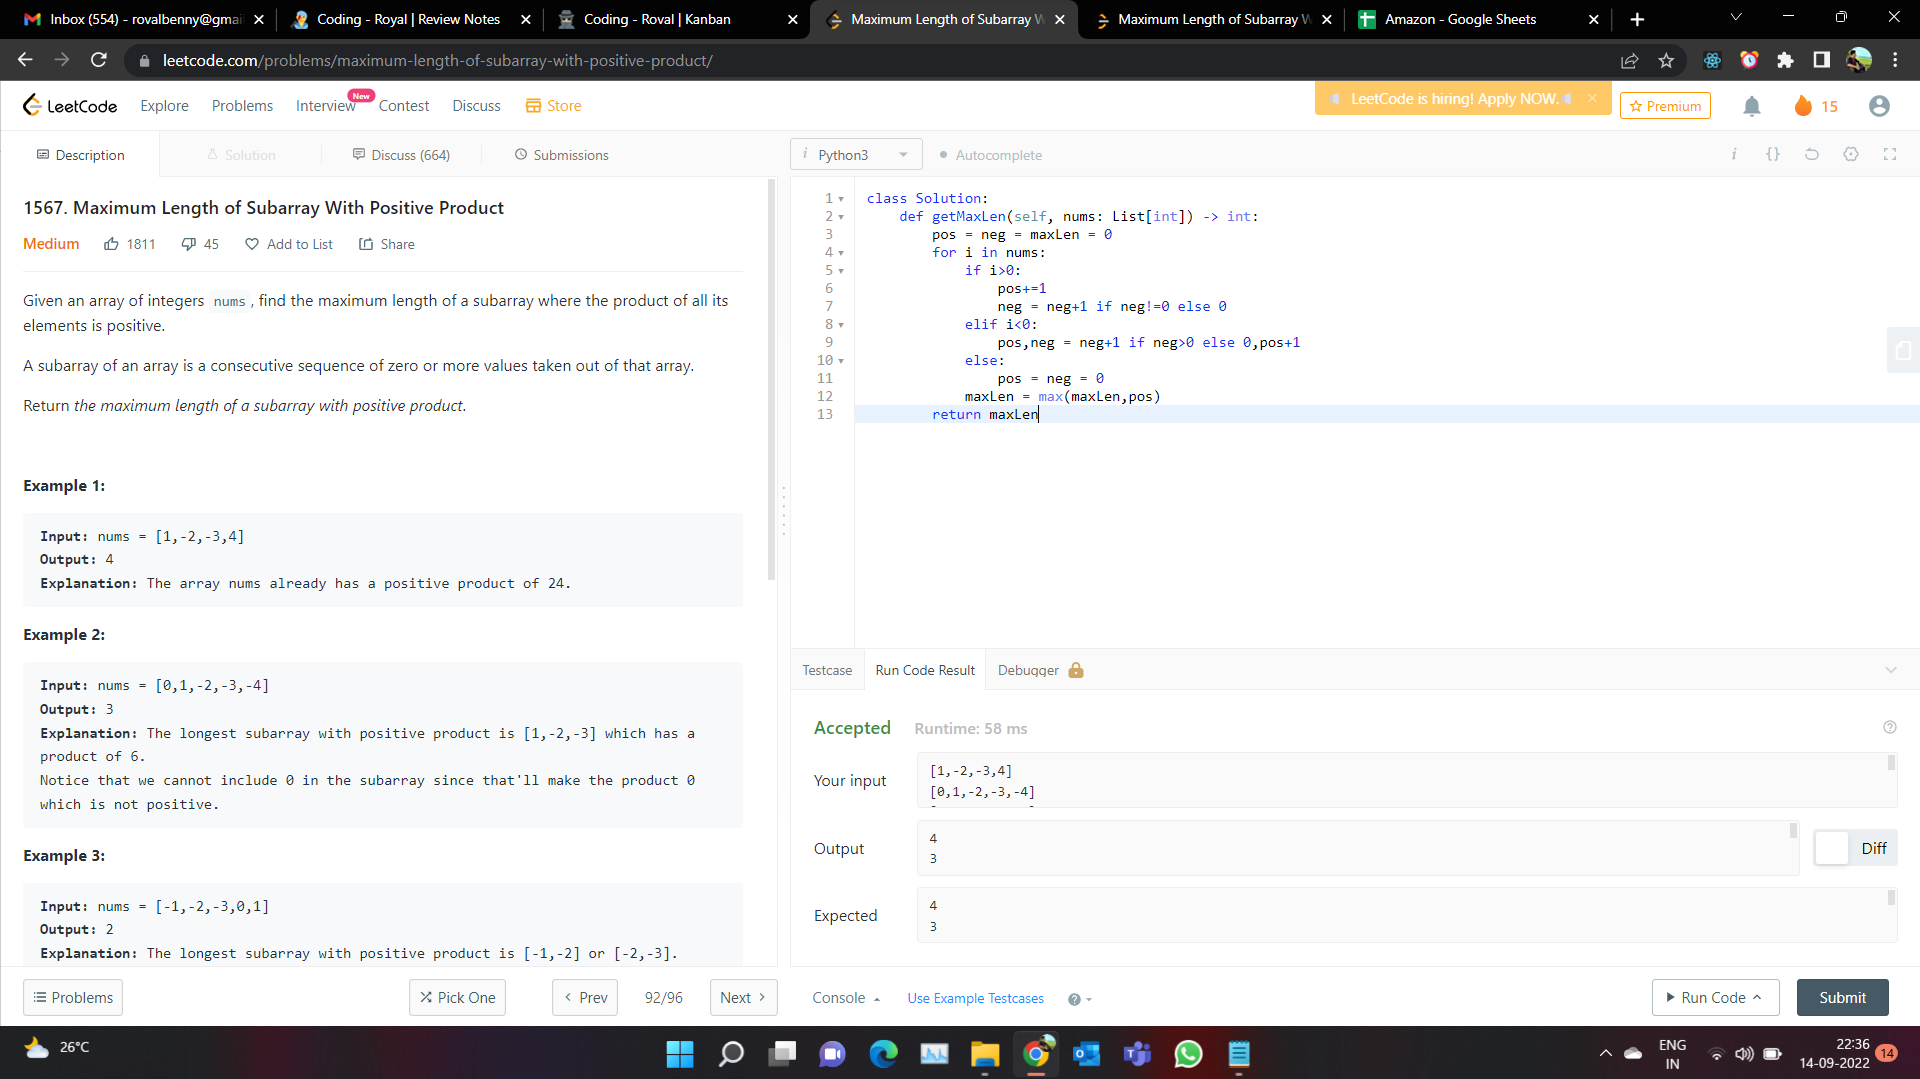 Inbox (554) - rovalbenny@gmai
Coding - Royal | Review Notes
Coding - Roval | Kanban
Maximum Length of Subarray W
Maximum Length of Subarray W
Amazon - Google Sheets
leetcode.com/problems/maximum-length-of-subarray-with-positive-product/
LeetCode
Explore
Problems
Interview
New
Contest
Discuss
Store
LeetCode is hiring! Apply NOW.
Premium
15
Description
Solution
Discuss (664)
Submissions
i Python3
Autocomplete
1567. Maximum Length of Subarray With Positive Product
Medium
1811
45
Add to List
Share
Given an array of integers nums , find the maximum length of a subarray where the product of all its
elements is positive.
A subarray of an array is a consecutive sequence of zero or more values taken out of that array.
Return the maximum length of a subarray with positive product.
Example 1:
Input: nums = [1,-2,-3,4]
Output: 4
Explanation: The array nums already has a positive product of 24.
Example 2:
Input: nums = [0,1,-2,-3,-4]
Output: 3
Explanation: The longest subarray with positive product is [1,-2,-3] which has a
product of 6.
Notice that we cannot include 0 in the subarray since that'll make the product 0
which is not positive.
Example 3:
Input: nums = [-1,-2,-3,0,1]
Output: 2
Explanation: The longest subarray with positive product is [-1,-2] or [-2,-3].
Problems
Pick One
Prev
92/96
Next
1 class Solution:
2 def getMaxLen(self, nums: List[int]) -> int:
3 pos = neg = maxLen = 0
4 for i in nums:
5 if i>0:
6 pos+=1
7 neg = neg+1 if neg!=0 else 0
8 elif i<0:
9 pos,neg = neg+1 if neg>0 else 0,pos+1
10 else:
11 pos = neg = 0
12 maxLen = max(maxLen,pos)
13 return maxLen
Testcase
Run Code Result
Debugger
Accepted
Runtime: 58 ms
Your input
[1,-2,-3,4]
[0,1,-2,-3,-4]
Output
4
3
Diff
Expected
4
3
Console
Use Example Testcases
Run Code
Submit
26°C
ENG
IN
22:36
14-09-2022
14